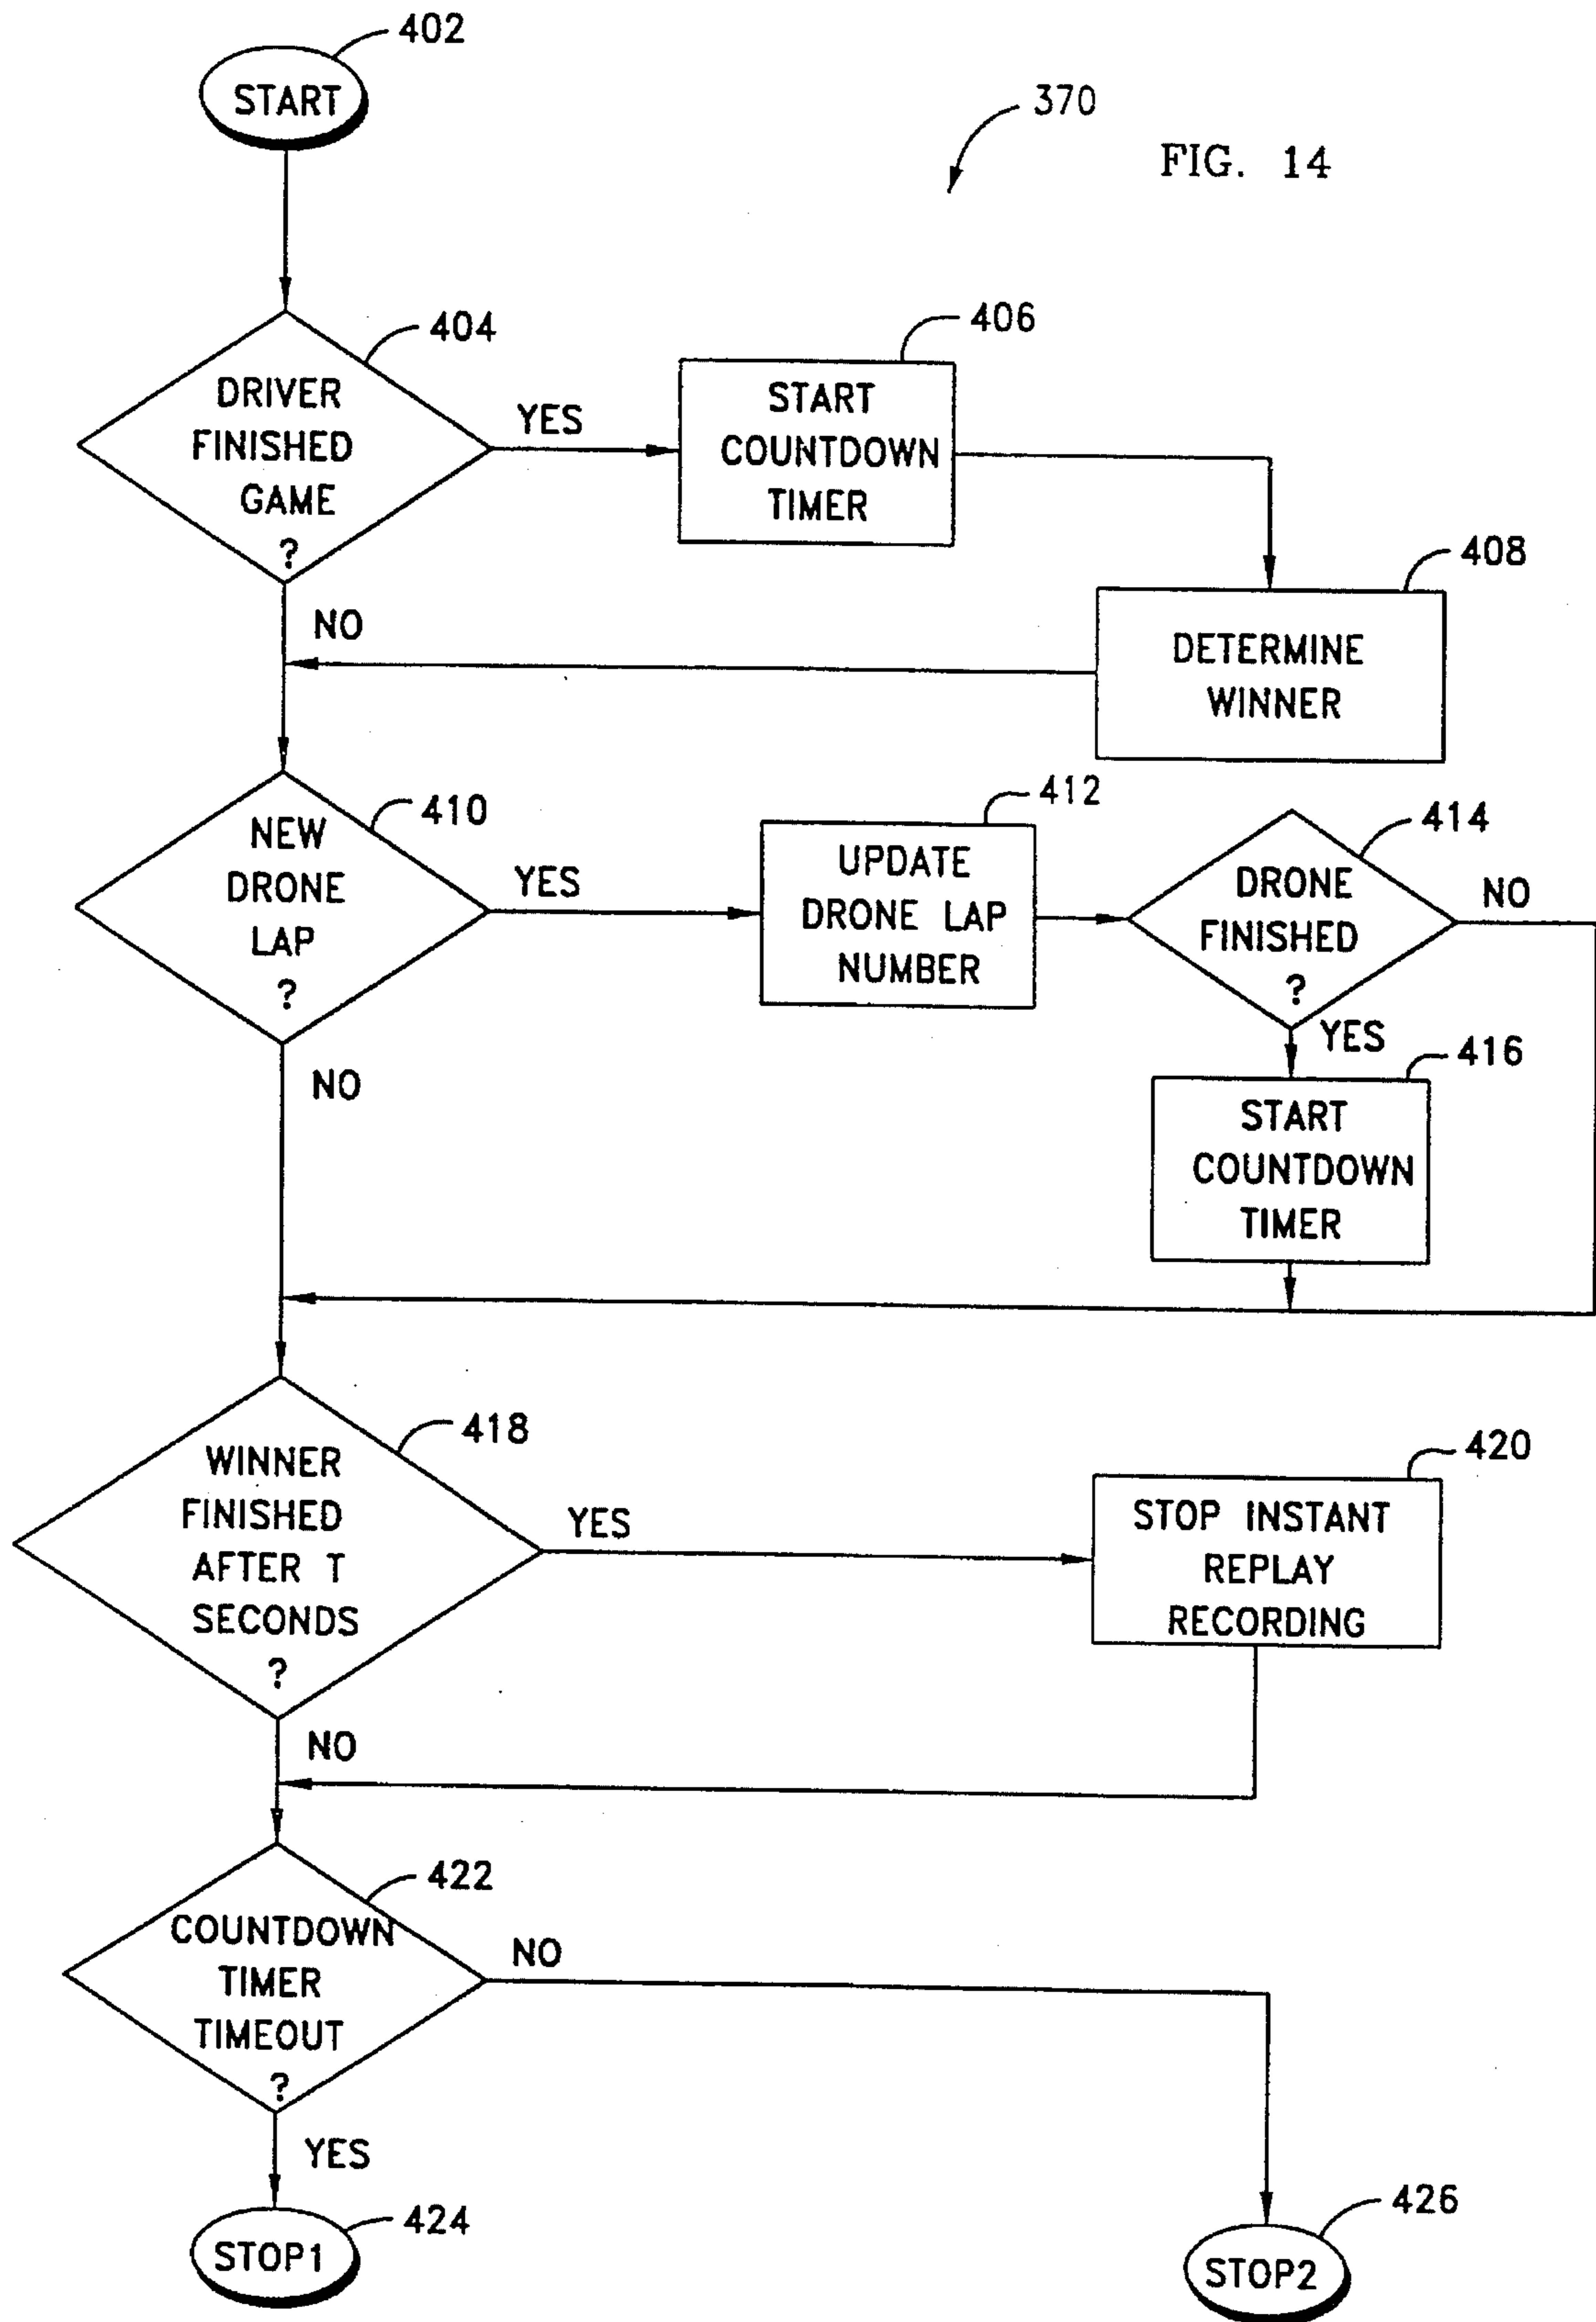 402
START
370
FIG. 14
404
DRIVER
FINISHED
GAME
?
YES
406
START
COUNTDOWN
TIMER
408
DETERMINE
WINNER
NO
410
NEW
DRONE
LAP
?
YES
412
UPDATE
DRONE LAP
NUMBER
414
DRONE
FINISHED
?
NO
YES
416
START
COUNTDOWN
TIMER
NO
418
WINNER
FINISHED
AFTER T
SECONDS
?
YES
420
STOP INSTANT
REPLAY
RECORDING
NO
422
COUNTDOWN
TIMER
TIMEOUT
?
NO
YES
424
STOP1
426
STOP2